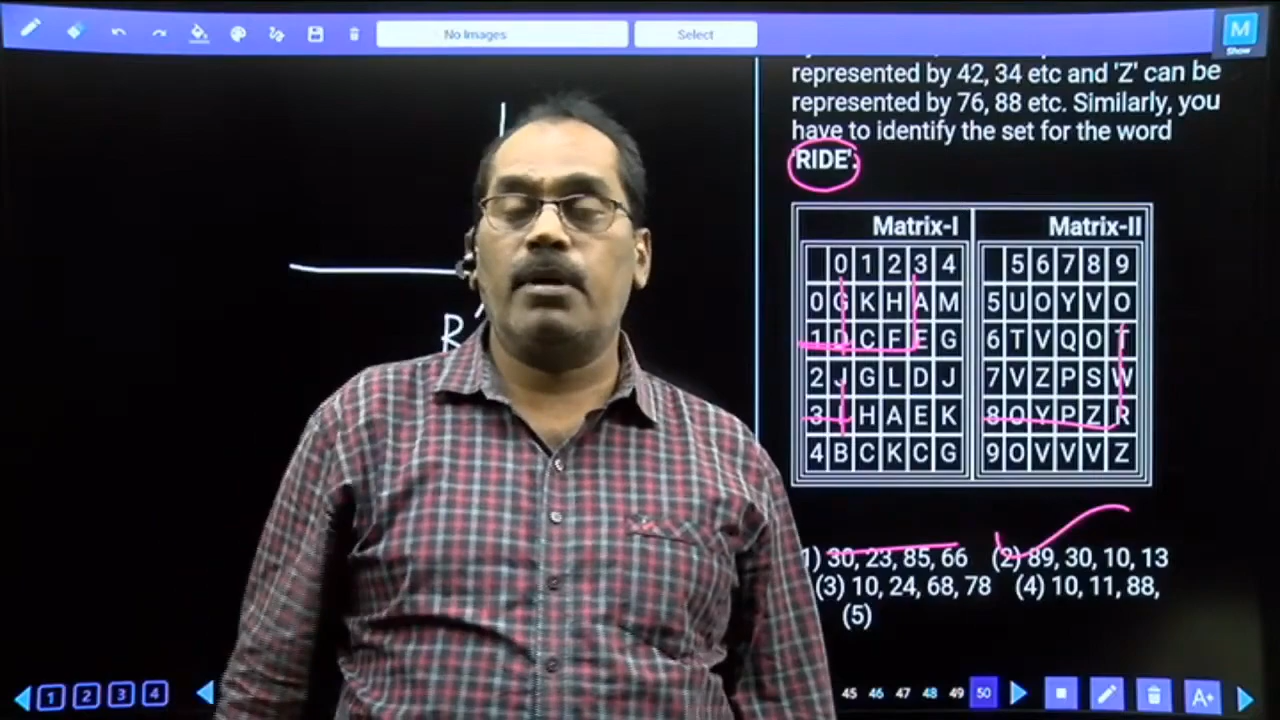 No Images
Select
M
Show
represented by 42, 34 etc and 'Z' can be
represented by 76, 88 etc. Similarly, you
have to identify the set for the word
'RIDE'.
Matrix-I Matrix-II
0 1 2 3 4 5 6 7 8 9
0 G K H A M 5 U O Y V O
1 D C F E G 6 T V Q O T
2 J G L D J 7 V Z P S W
3 I H A E K 8 O Y P Z R
4 B C K C G 9 O V V V Z
R
1) 30, 23, 85, 66 (2) 89, 30, 10, 13
(3) 10, 24, 68, 78 (4) 10, 11, 88,
(5)
1 2 3 4 45 46 47 48 49 50 A+